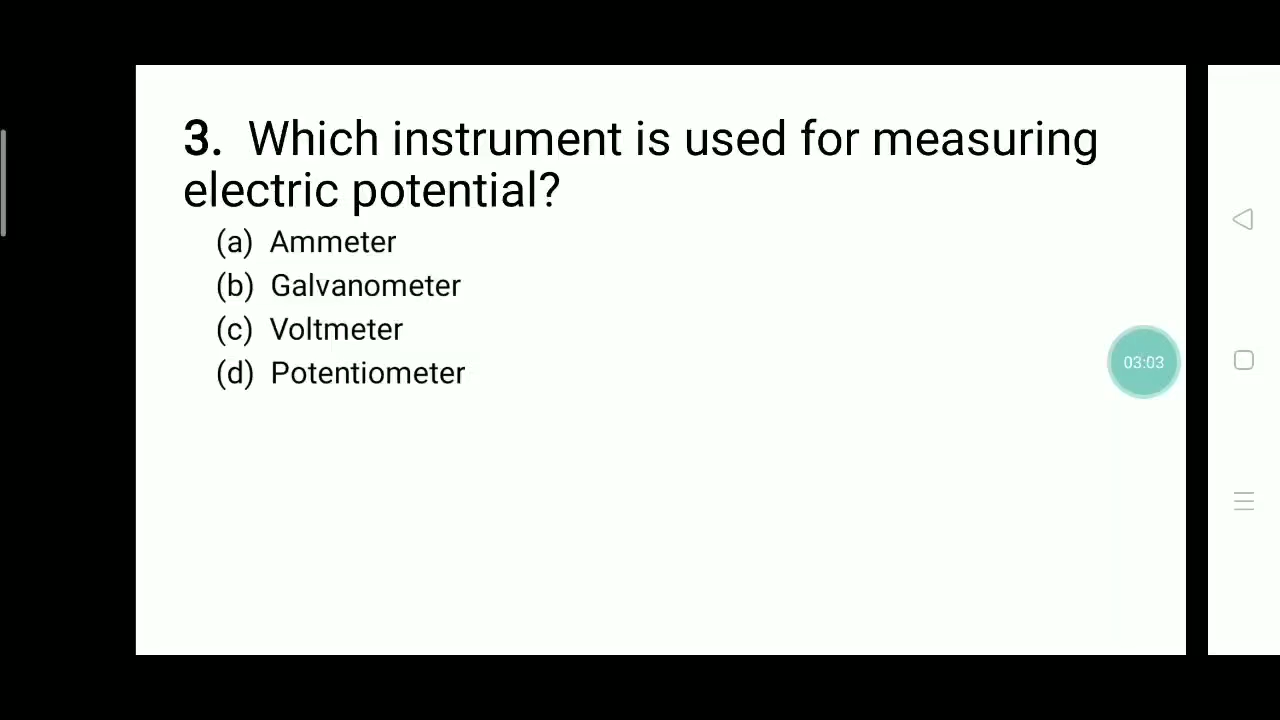 3. Which instrument is used for measuring
electric potential?
(a) Ammeter
(b) Galvanometer
(c) Voltmeter
(d) Potentiometer
03:03